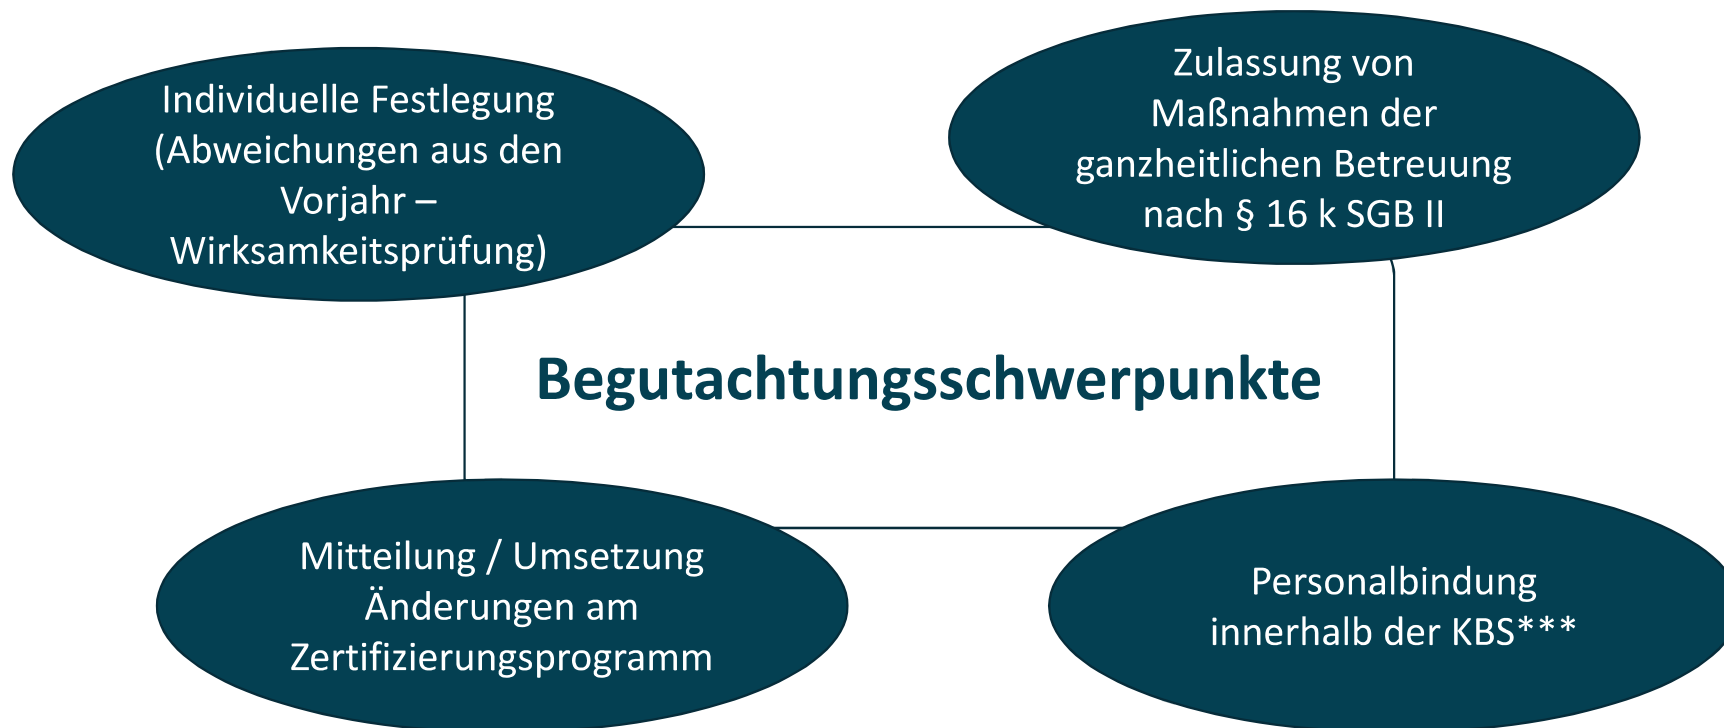 Individuelle Festlegung
(Abweichungen aus den
Vorjahr –
Wirksamkeitsprüfung)
Zulassung von
Maßnahmen der
ganzheitlichen Betreuung
nach § 16 k SGB II
Begutachtungsschwerpunkte
Mitteilung / Umsetzung
Änderungen am
Zertifizierungsprogramm
Personalbindung
innerhalb der KBS***